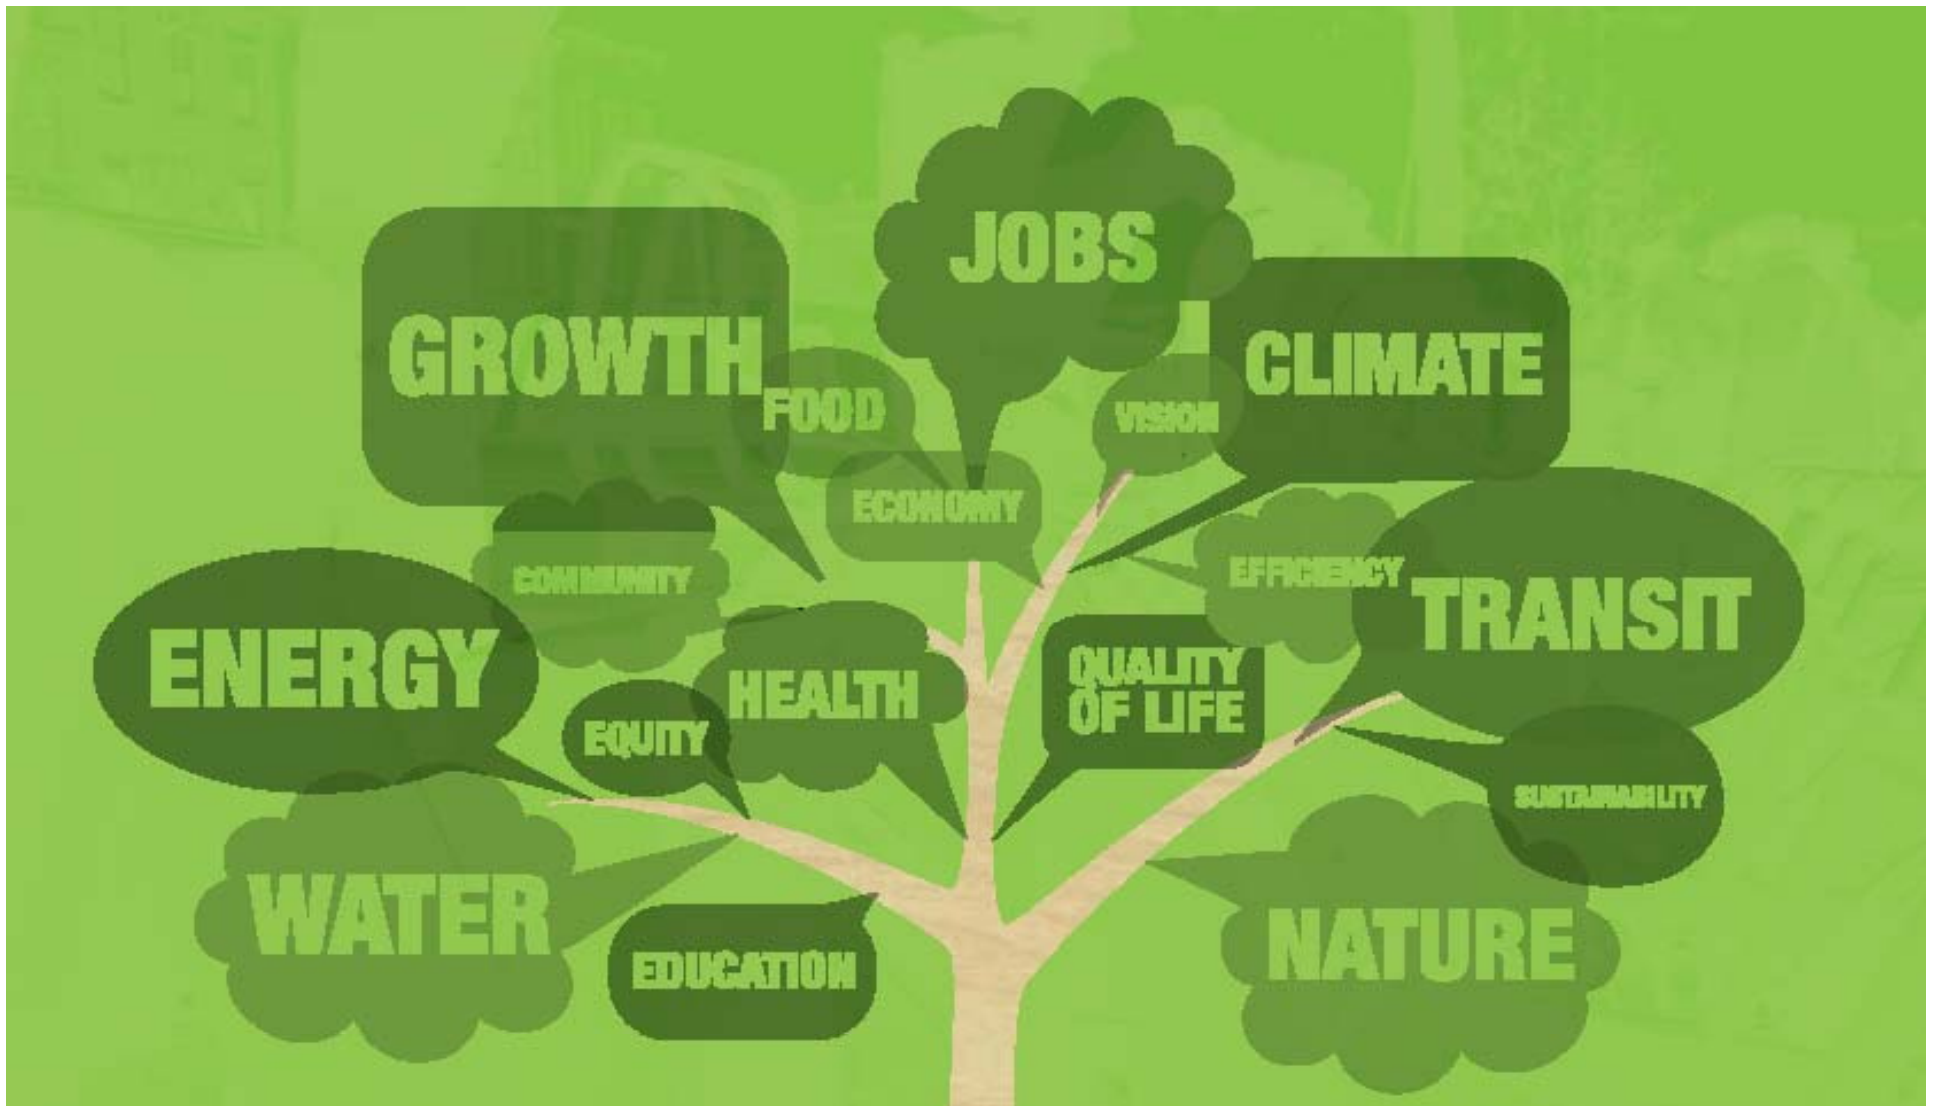 JOBS
GROWTH
CLIMATE
FOOD
VISION
ECONOMY
COMMUNITY
EFFICIENCY
TRANSIT
ENERGY
HEALTH
QUALITY
OF LIFE
EQUITY
SUSTAINABILITY
WATER
NATURE
EDUCATION